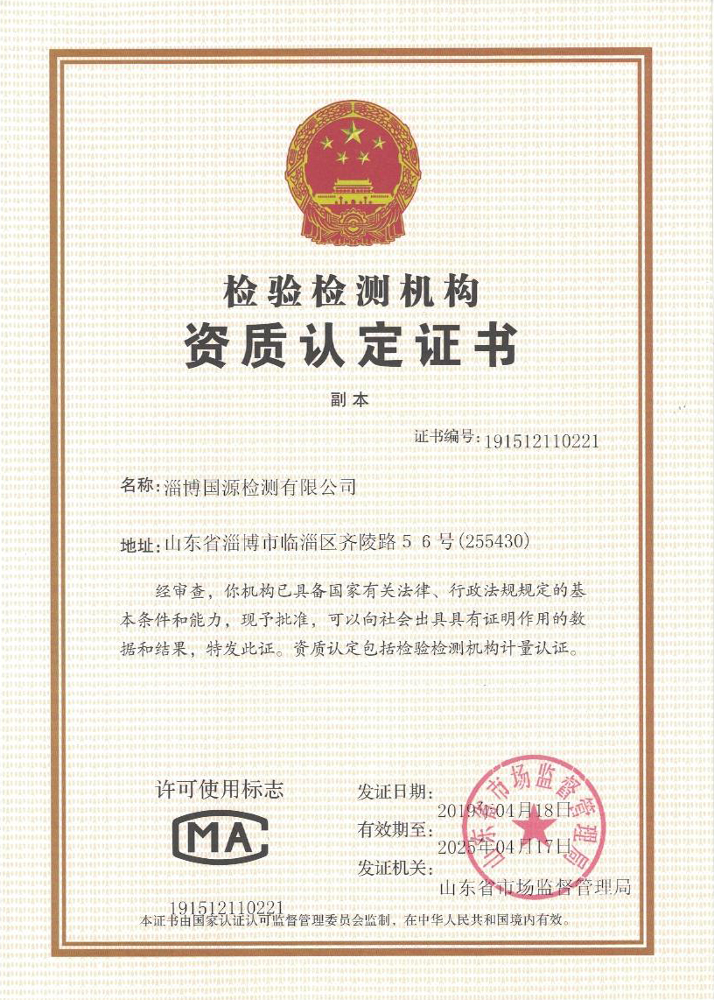 检验检测机构
资质认定证书
副本
证书编号:191512110221
名称:淄博国源检测有限公司
地址:山东省淄博市临淄区齐陵路５６号(255430)
经审查，你机构已具备国家有关法律、行政法规规定的基
本条件和能力，现予批准，可以向社会出具具有证明作用的数
据和结果，特发此证。资质认定包括检验检测机构计量认证。
许可使用标志
MA
191512110221
发证日期：2019年04月18日
有效期至：2025年04月17日
发证机关：山东省市场监督管理局
山东省市场监督管理局
本证书由国家认证认可监督管理委员会监制，在中华人民共和国境内有效。